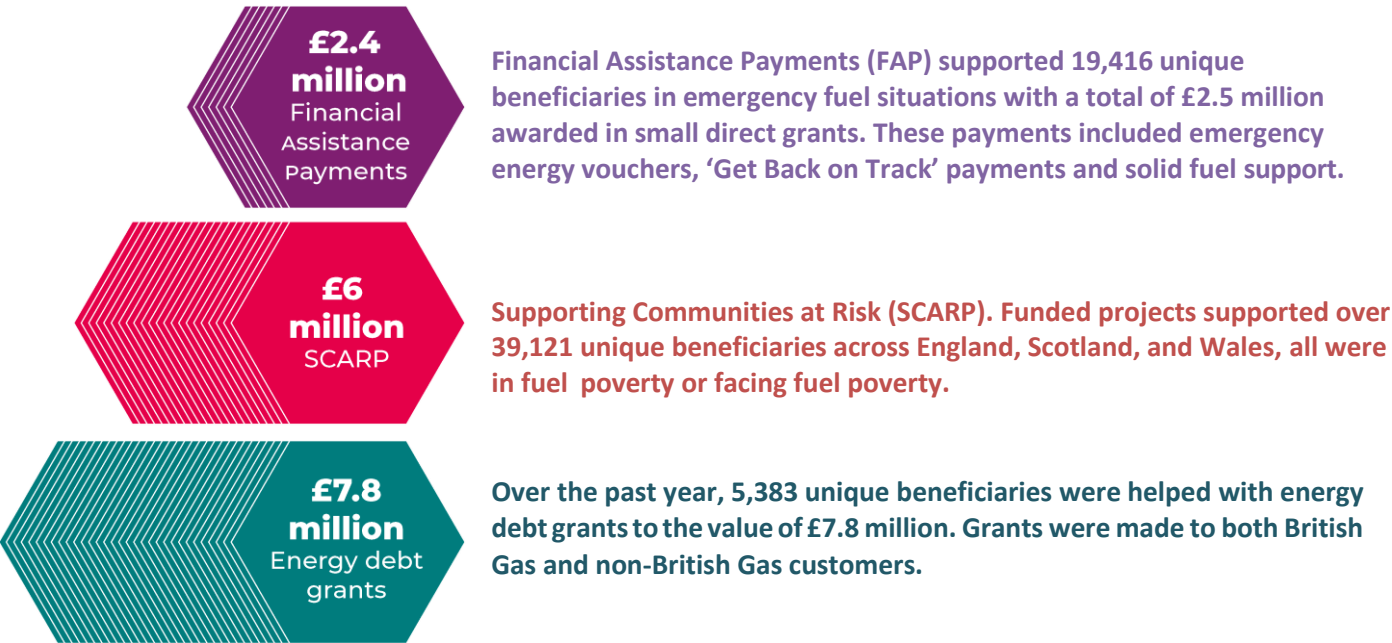 £2.4
million
Financial
Assistance
Payments
Financial Assistance Payments (FAP) supported 19,416 unique
beneficiaries in emergency fuel situations with a total of £2.5 million
awarded in small direct grants. These payments included emergency
energy vouchers, ‘Get Back on Track’ payments and solid fuel support.
£6
million
SCARP
Supporting Communities at Risk (SCARP). Funded projects supported over
39,121 unique beneficiaries across England, Scotland, and Wales, all were
in fuel poverty or facing fuel poverty.
£7.8
million
Energy debt
grants
Over the past year, 5,383 unique beneficiaries were helped with energy
debt grants to the value of £7.8 million. Grants were made to both British
Gas and non-British Gas customers.